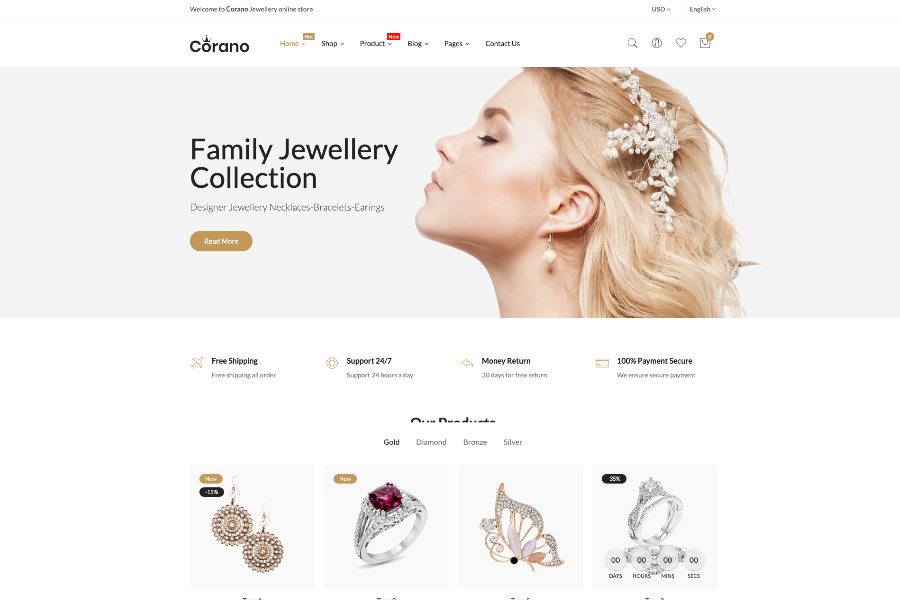 Welcome to Corano Jewellery online store
USD
English
Corano
Home
Hot
Shop
Product
New
Blog
Pages
Contact Us
0
Family Jewellery
Collection
Designer Jewellery Necklaces-Bracelets-Earings
Read More
Free Shipping
Free shipping all order
Support 24/7
Support 24 hours a day
Money Return
30 days for free return
100% Payment Secure
We ensure secure payment
Our Products
Gold
Diamond
Bronze
Silver
New
-15%
New
-35%
00
DAYS
00
HOURS
00
MINS
00
SECS